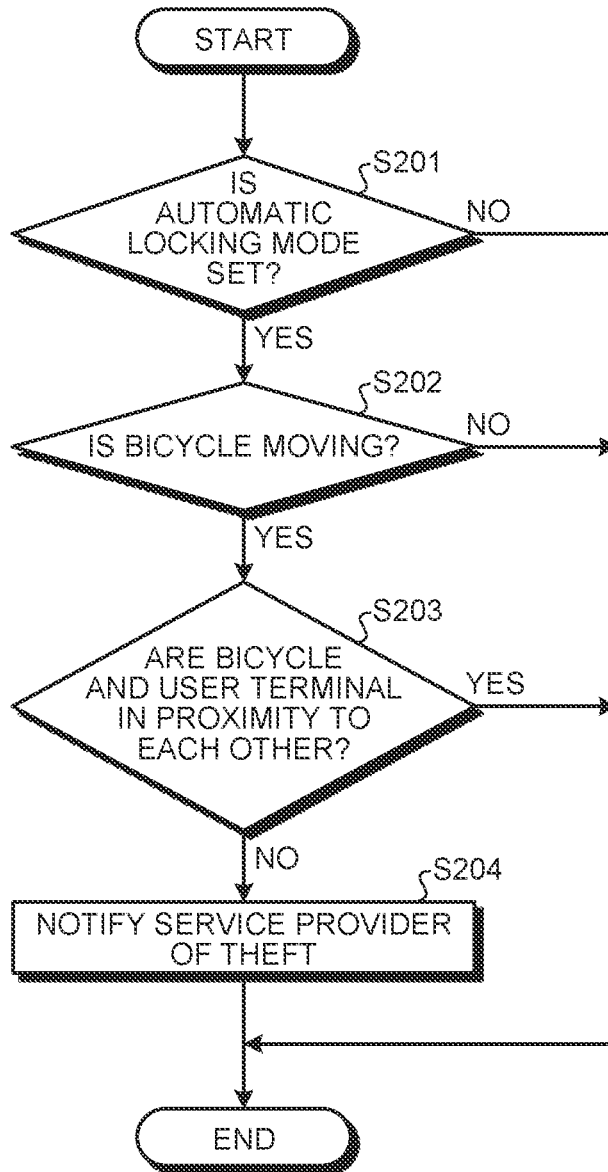 START
S201
IS
AUTOMATIC
LOCKING MODE
SET?
NO
YES
S202
IS BICYCLE MOVING?
NO
YES
S203
ARE BICYCLE
AND USER TERMINAL
IN PROXIMITY TO
EACH OTHER?
YES
NO
S204
NOTIFY SERVICE PROVIDER
OF THEFT
END